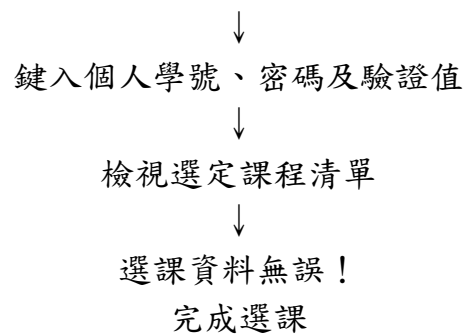 ↓
鍵入個人學號、密碼及驗證值
↓
檢視選定課程清單
↓
選課資料無誤！
完成選課